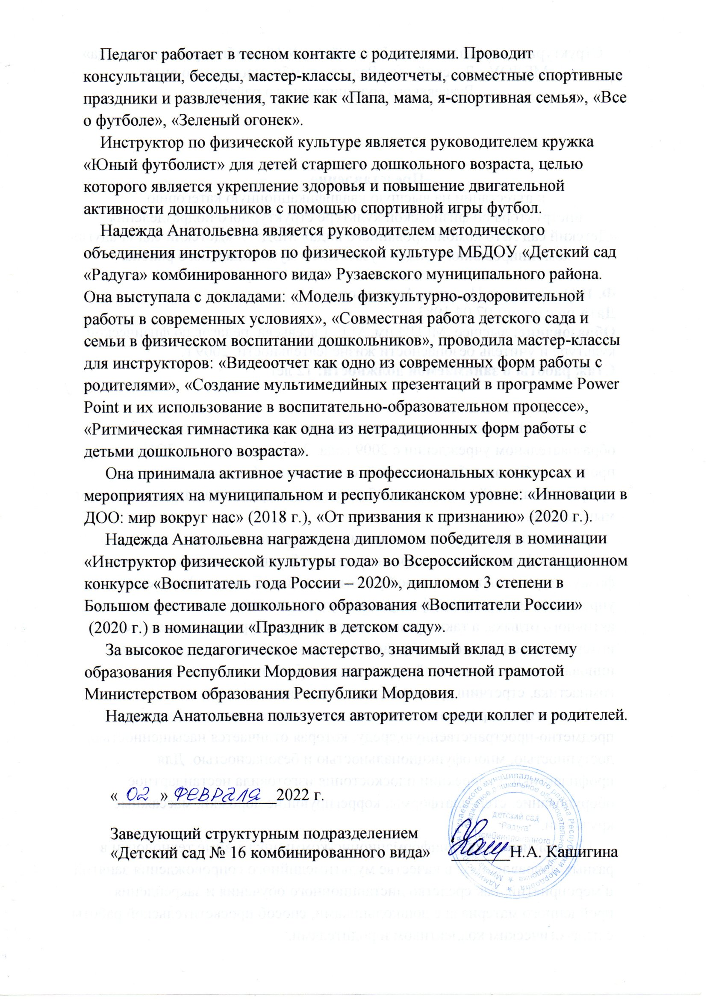 Педагог работает в тесном контакте с родителями. Проводит
консультации, беседы, мастер-классы, видеотчеты, совместные спортивные
праздники и развлечения, такие как «Папа, мама, я-спортивная семья», «Все
о футболе», «Зеленый огонек».
Инструктор по физической культуре является руководителем кружка
«Юный футболист» для детей старшего дошкольного возраста, целью
которого является укрепление здоровья и повышение двигательной
активности дошкольников с помощью спортивной игры футбол.
Надежда Анатольевна является руководителем методического
объединения инструкторов по физической культуре МБДОУ «Детский сад
«Радуга» комбинированного вида» Рузаевского муниципального района.
Она выступала с докладами: «Модель физкультурно-оздоровительной
работы в современных условиях», «Совместная работа детского сада и
семьи в физическом воспитании дошкольников», проводила мастер-классы
для инструкторов: «Видеоотчет как одно из современных форм работы с
родителями», «Создание мультимедийных презентаций в программе Power
Point и их использование в воспитательно-образовательном процессе»,
«Ритмическая гимнастика как одна из нетрадиционных форм работы с
детьми дошкольного возраста».
Она принимала активное участие в профессиональных конкурсах и
мероприятиях на муниципальном и республиканском уровне: «Инновации в
ДОО: мир вокруг нас» (2018 г.), «От призвания к признанию» (2020 г.).
Надежда Анатольевна награждена дипломом победителя в номинации
«Инструктор физической культуры года» во Всероссийском дистанционном
конкурсе «Воспитатель года России – 2020», дипломом 3 степени в
Большом фестивале дошкольного образования «Воспитатели России»
(2020 г.) в номинации «Праздник в детском саду».
За высокое педагогическое мастерство, значимый вклад в систему
образования Республики Мордовия награждена почетной грамотой
Министерством образования Республики Мордовия.
Надежда Анатольевна пользуется авторитетом среди коллег и родителей.
«02» февраля 2022 г.
Заведующий структурным подразделением
«Детский сад № 16 комбинированного вида» Н.А. Кашигина
муниципального района Республики Мордовия
дошкольное образовательное учреждение
детский сад
"Радуга"
комбинированного
вида